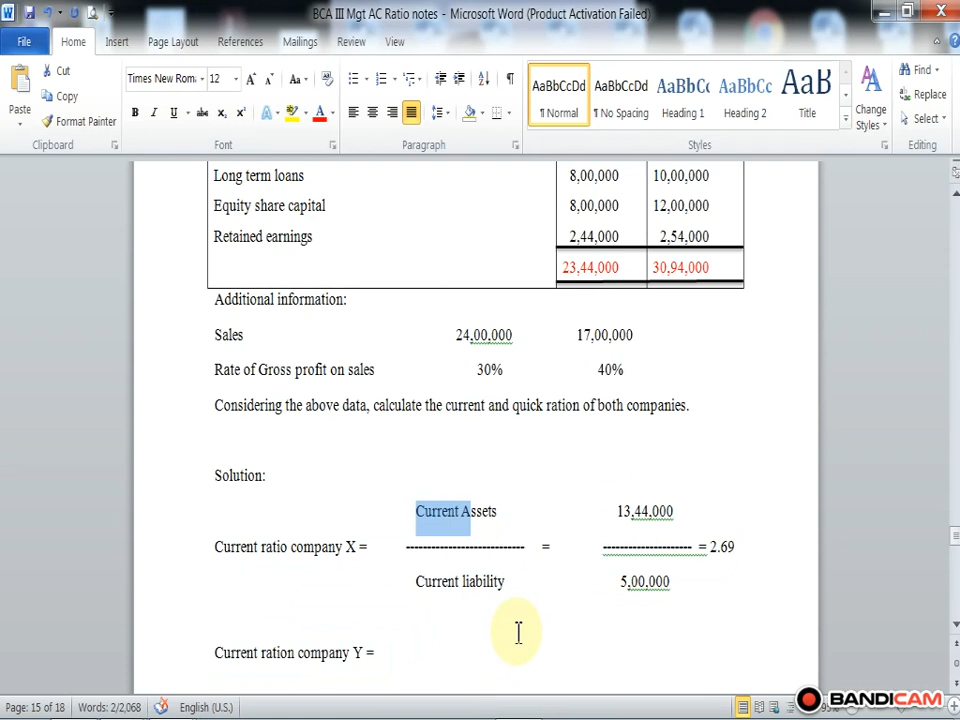 BCA III Mgt AC Ratio notes - Microsoft Word (Product Activation Failed)
File Home Insert Page Layout References Mailings Review View
Paste
Cut
Copy
Format Painter
Clipboard
Times New Rom 12
Font
Paragraph
AaBbCcDd AaBbCcDd AaBbCc AaBbCc AaB
¶ Normal ¶ No Spacing Heading 1 Heading 2 Title
Change Styles
Styles
Find
Replace
Select
Editing
Long term loans 8,00,000 10,00,000
Equity share capital 8,00,000 12,00,000
Retained earnings 2,44,000 2,54,000
23,44,000 30,94,000
Additional information:
Sales 24,00,000 17,00,000
Rate of Gross profit on sales 30% 40%
Considering the above data, calculate the current and quick ration of both companies.
Solution:
Current Assets 13,44,000
Current ratio company X = --------------------------- = -------------------- = 2.69
Current liability 5,00,000
Current ration company Y =
Page: 15 of 18 Words: 2/2,068 English (U.S.)
BANDICAM